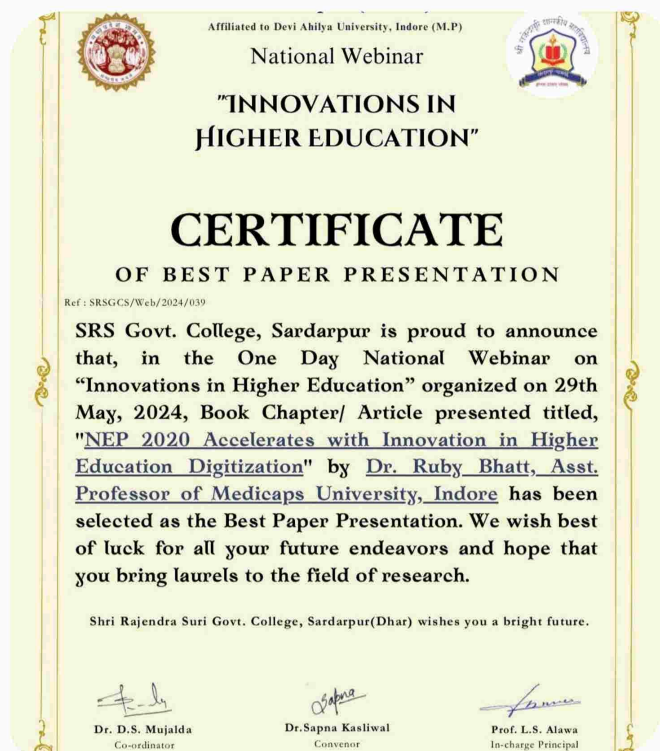 Affiliated to Devi Ahilya University, Indore (M.P)
National Webinar
"INNOVATIONS IN
HIGHER EDUCATION"
CERTIFICATE
OF BEST PAPER PRESENTATION
Ref : SRSGCS/Web/2024/039
SRS Govt. College, Sardarpur is proud to announce
that, in the One Day National Webinar on
“Innovations in Higher Education” organized on 29th
May, 2024, Book Chapter/ Article presented titled,
"NEP 2020 Accelerates with Innovation in Higher
Education Digitization" by Dr. Ruby Bhatt, Asst.
Professor of Medicaps University, Indore has been
selected as the Best Paper Presentation. We wish best
of luck for all your future endeavors and hope that
you bring laurels to the field of research.
Shri Rajendra Suri Govt. College, Sardarpur(Dhar) wishes you a bright future.
Sapna
Dr. D.S. Mujalda
Co-ordinator
Dr.Sapna Kasliwal
Convenor
Prof. L.S. Alawa
In-charge Principal